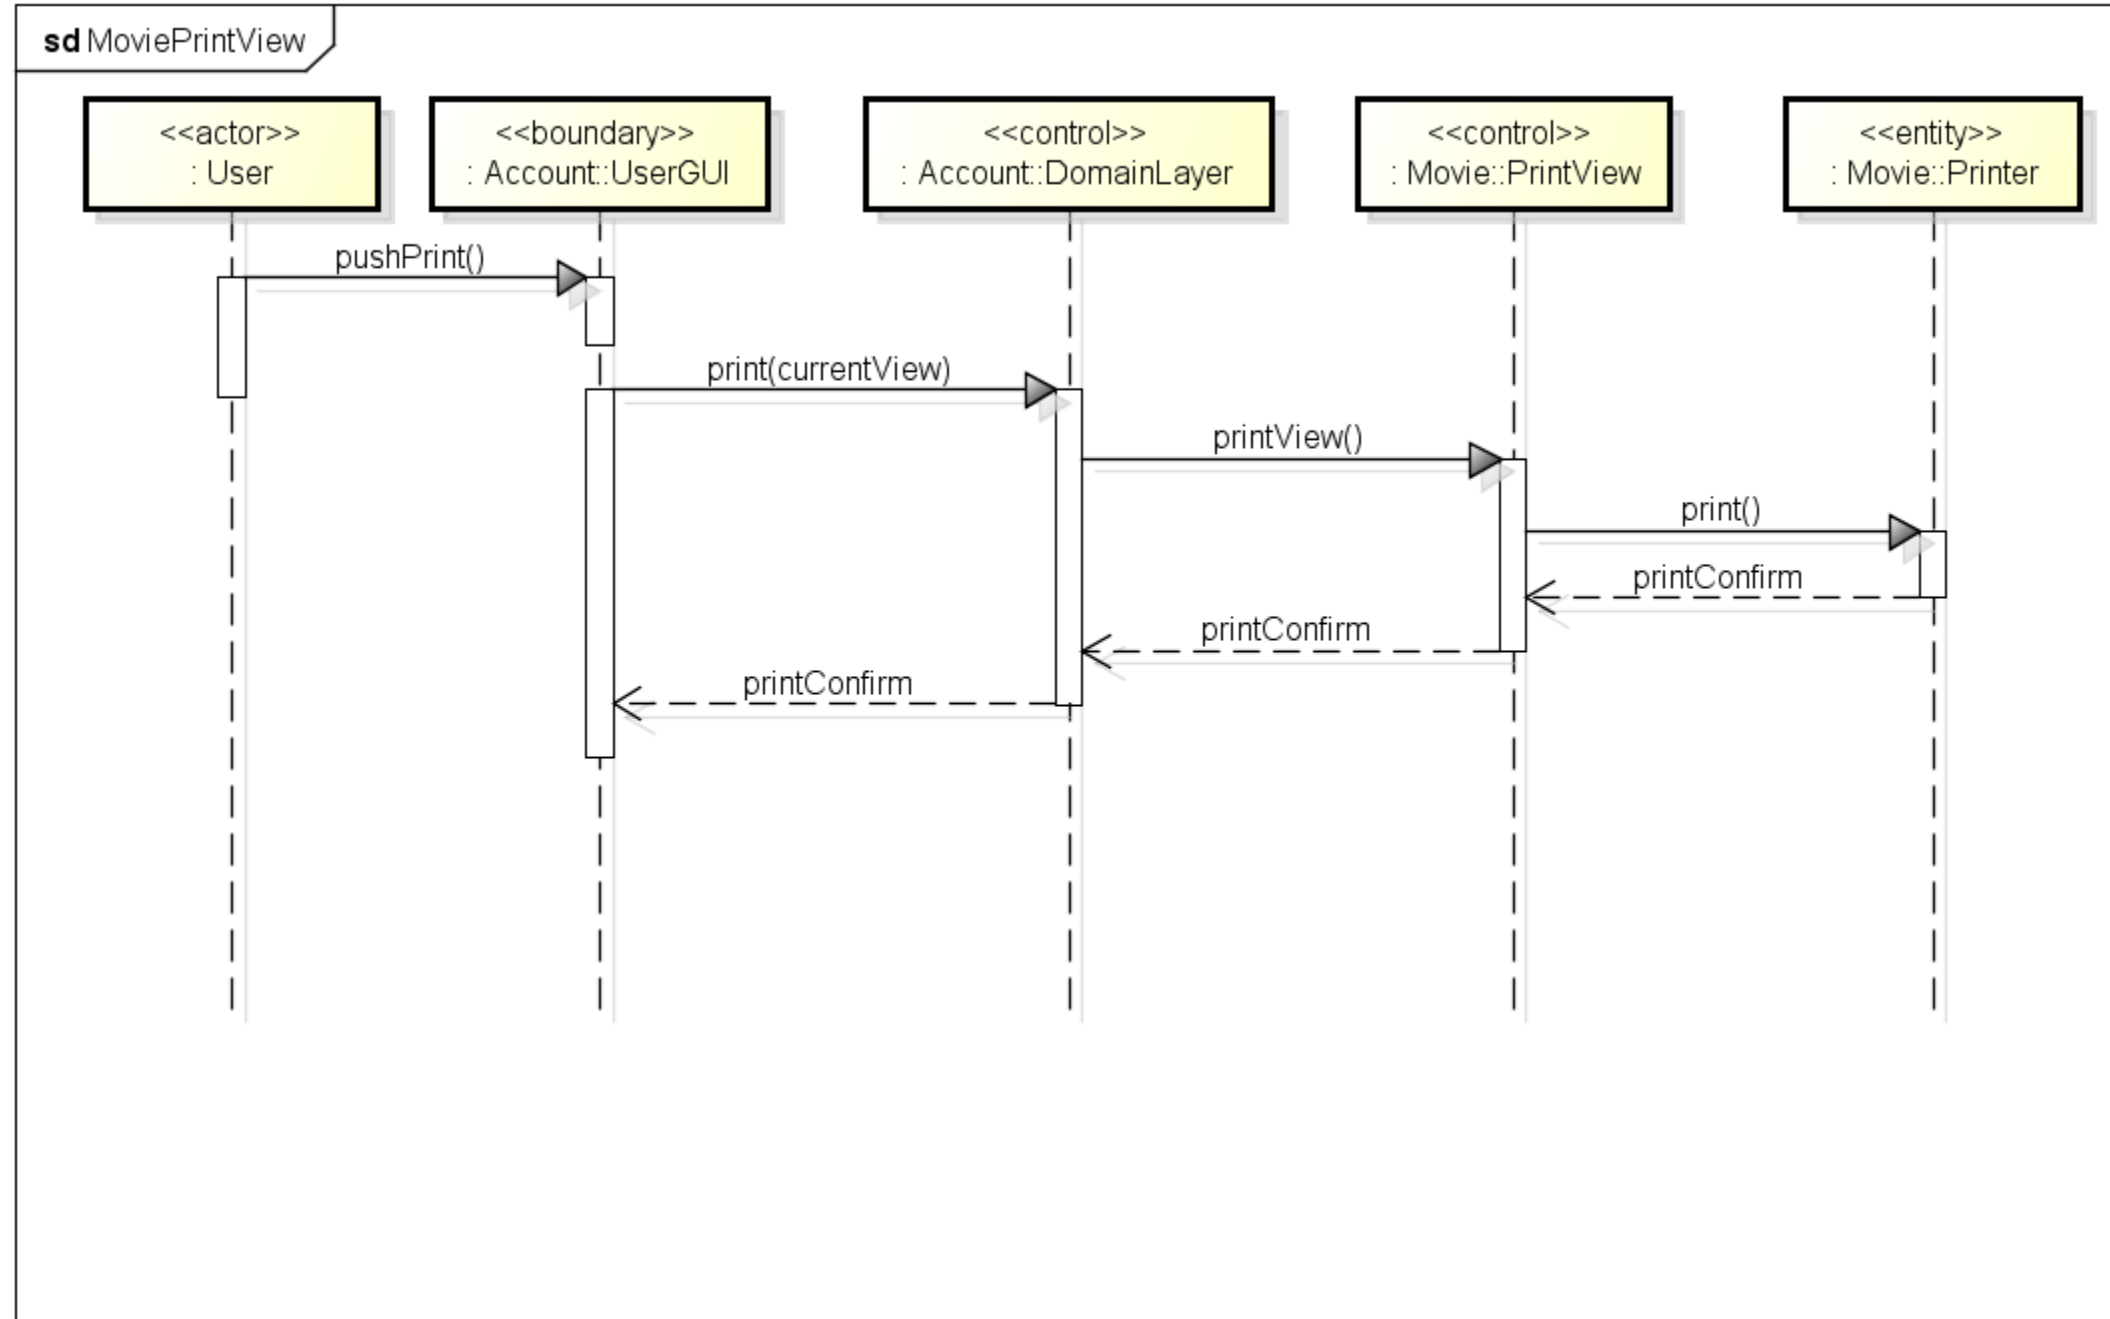 sd MoviePrintView
<<actor>>
: User
<<boundary>>
: Account::UserGUI
<<control>>
: Account::DomainLayer
<<control>>
: Movie::PrintView
<<entity>>
: Movie::Printer
pushPrint()
print(currentView)
printView()
print()
printConfirm
printConfirm
printConfirm